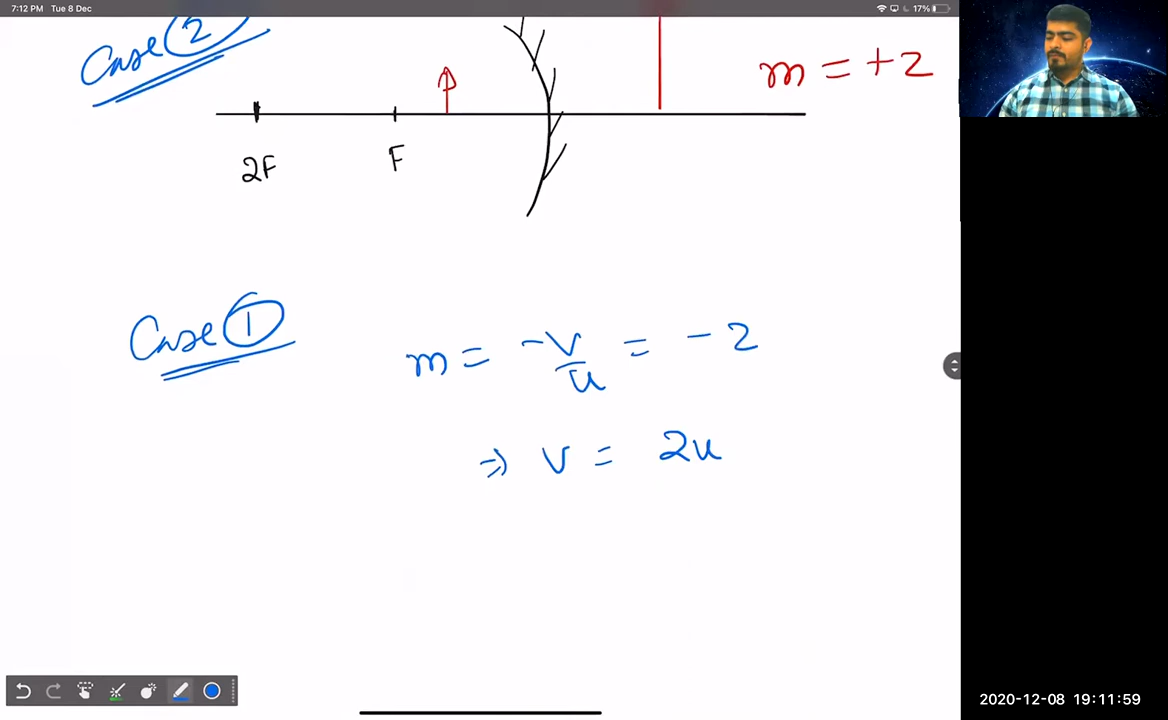 7:12 PM Tue 8 Dec 17%
Case 2
m = +2
2F F
Case 1
m = -v/u = -2
⇒ v = 2u
2020-12-08 19:11:59